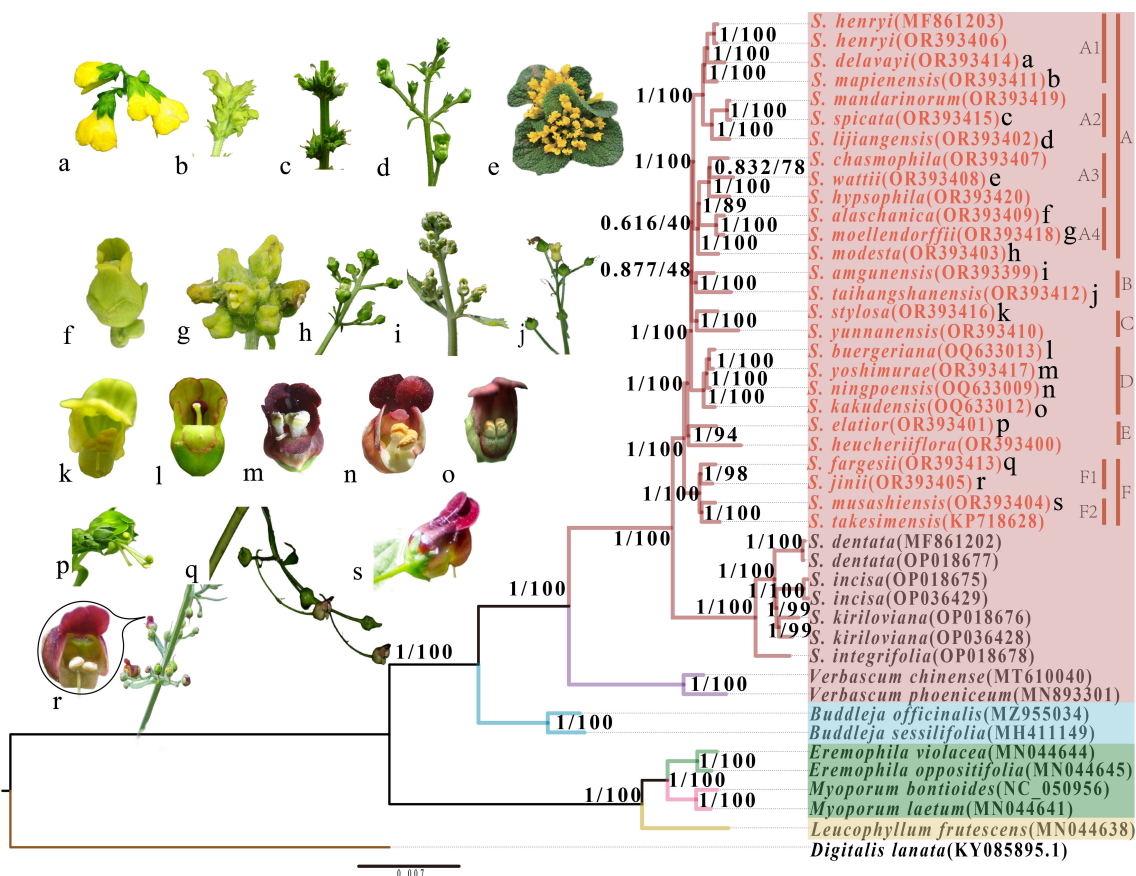 S. henryi(MF861203)
1/100
S. henryi(OR393406)
A1
1/100
S. delavayi(OR393414) a
1/100
S. mapienensis(OR393411) b
1/100
S. mandarinorum(OR393419)
1/100
S. spicata(OR393415) c
A2
1/100
S. lijiangensis(OR393402) d
A
1/100
S. chasmophila(OR393407)
0.832/78
S. wattii(OR393408) e
A3
1/100
S. hypsophila(OR393420)
1/89
S. alaschanica(OR393409) f
0.616/40
1/100
S. moellendorffii(OR393418) g
A4
1/100
S. modesta(OR393403) h
0.877/48
S. amgunensis(OR393399) i
1/100
B
S. taihangshanensis(OR393412) j
S. stylosa(OR393416) k
1/100
C
1/100
S. yunnanensis(OR393410)
S. buergeriana(OQ633013) l
1/100
S. yoshimurae(OR393417) m
1/100
1/100
D
S. ningpoensis(OQ633009) n
1/100
S. kakudensis(OQ633012) o
S. elatior(OR393401) p
1/94
E
1/100
S. heucheriiflora(OR393400)
S. fargesii(OR393413) q
1/98
F1
S. jinii(OR393405) r
1/100
F
S. musashiensis(OR393404) s
1/100
F2
S. takesimensis(KP718628)
1/100
1/100
S. dentata(MF861202)
S. dentata(OP018677)
1/100
S. incisa(OP018675)
1/100
S. incisa(OP036429)
1/100
1/99
S. kiriloviana(OP018676)
1/99
S. kiriloviana(OP036428)
S. integrifolia(OP018678)
1/100
Verbascum chinense(MT610040)
1/100
Verbascum phoeniceum(MN893301)
1/100
Buddleja officinalis(MZ955034)
1/100
Buddleja sessilifolia(MH411149)
Eremophila violacea(MN044644)
1/100
Eremophila oppositifolia(MN044645)
1/100
Myoporum bontioides(NC_050956)
1/100
1/100
Myoporum laetum(MN044641)
Leucophyllum frutescens(MN044638)
Digitalis lanata(KY085895.1)
0.007
a
b
c
d
e
f
g
h
i
j
k
l
m
n
o
p
q
s
r